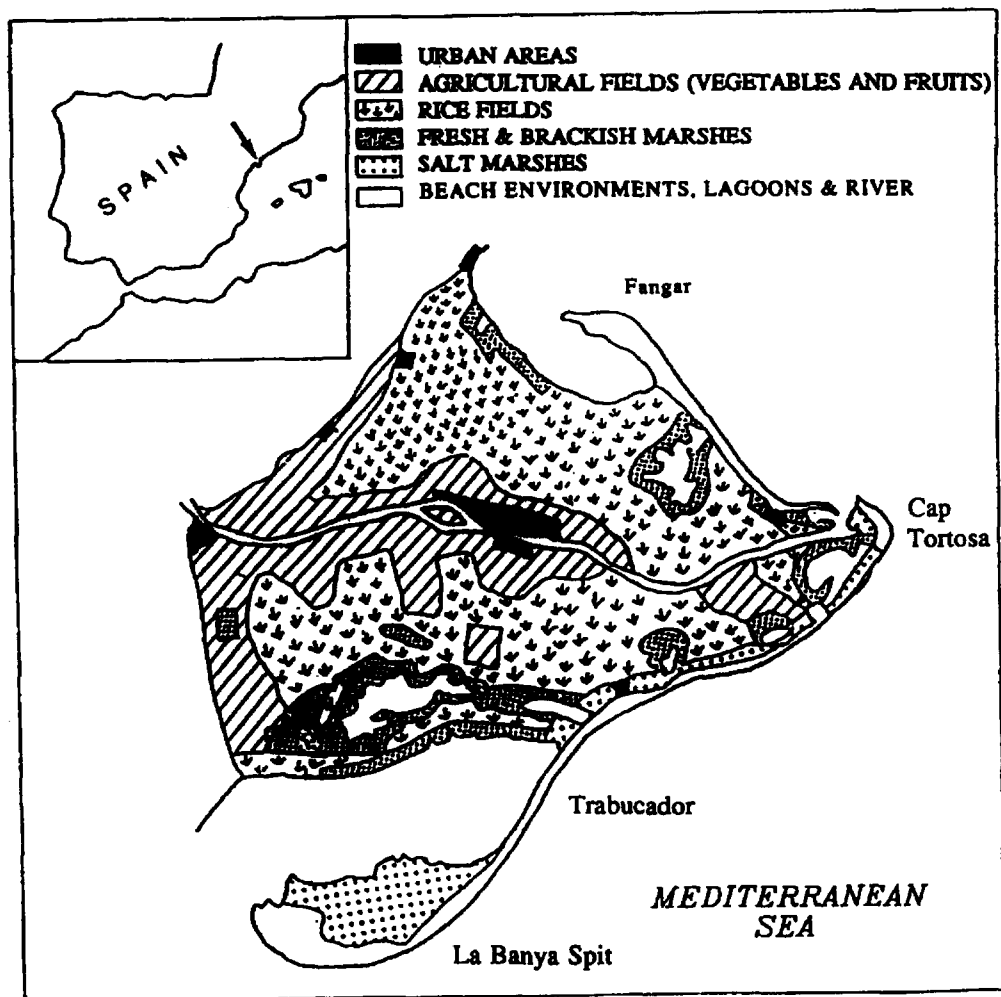 SPAIN
URBAN AREAS
AGRICULTURAL FIELDS (VEGETABLES AND FRUITS)
RICE FIELDS
FRESH & BRACKISH MARSHES
SALT MARSHES
BEACH ENVIRONMENTS, LAGOONS & RIVER
Fangar
Cap
Tortosa
Trabucador
MEDITERRANEAN
SEA
La Banya Spit